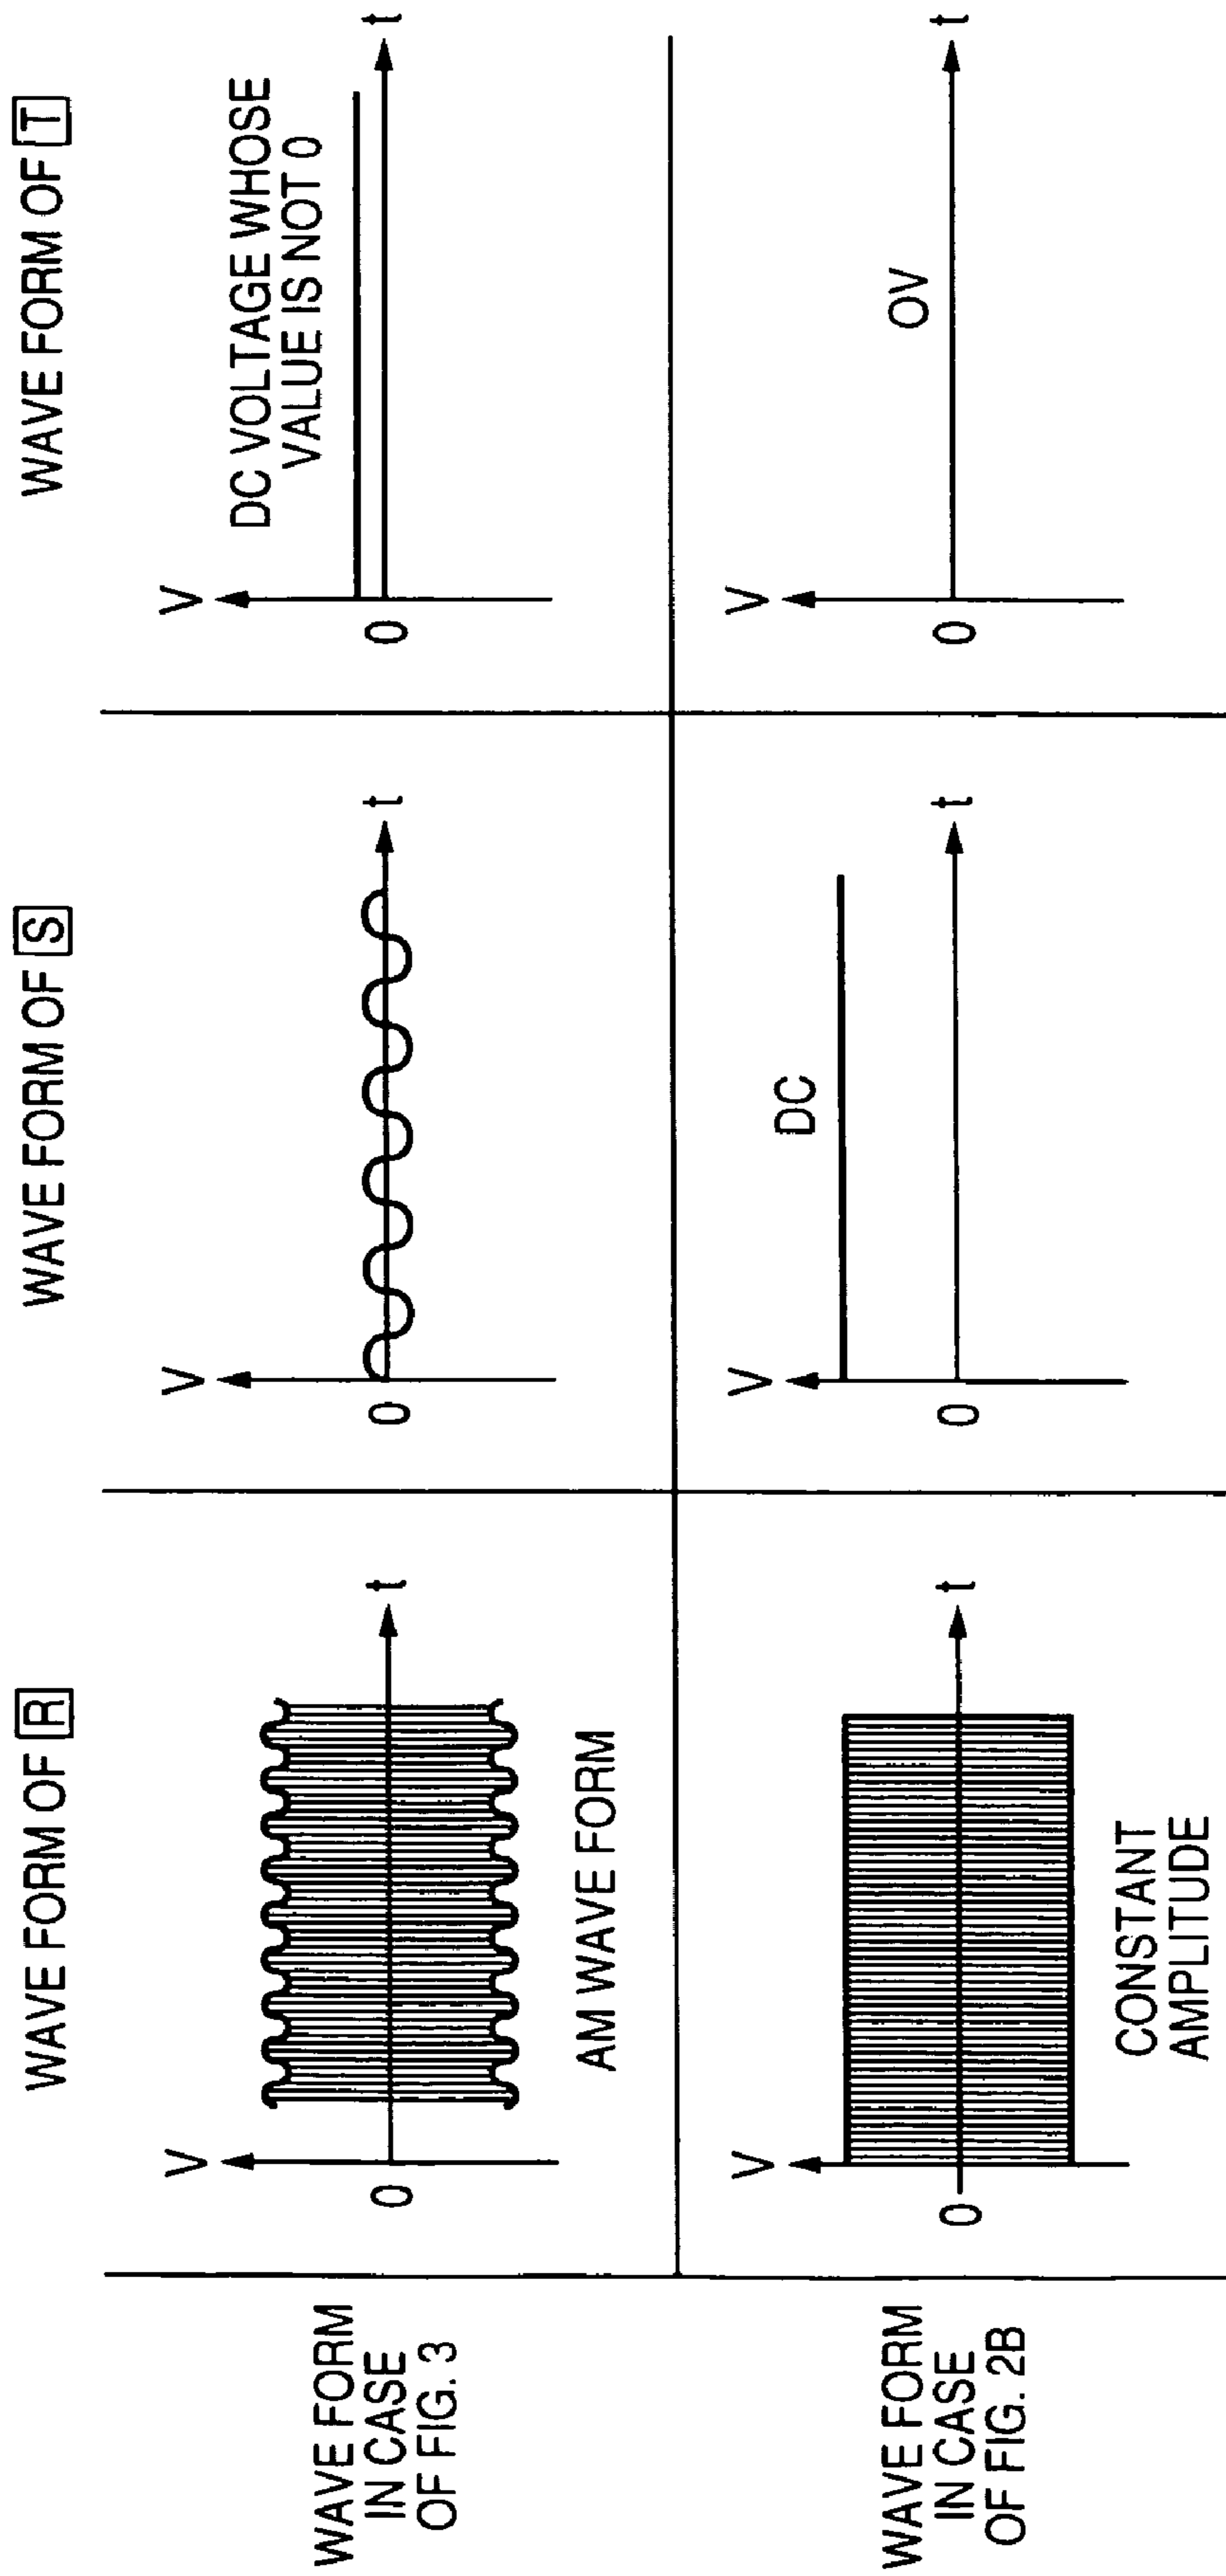 WAVE FORM OF R
WAVE FORM OF S
WAVE FORM OF T
WAVE FORM
IN CASE
OF FIG. 3
V
0
t
AM WAVE FORM
V
0
t
V
0
t
DC VOLTAGE WHOSE
VALUE IS NOT 0
WAVE FORM
IN CASE
OF FIG. 2B
V
0
t
CONSTANT
AMPLITUDE
V
0
t
DC
V
0
t
OV